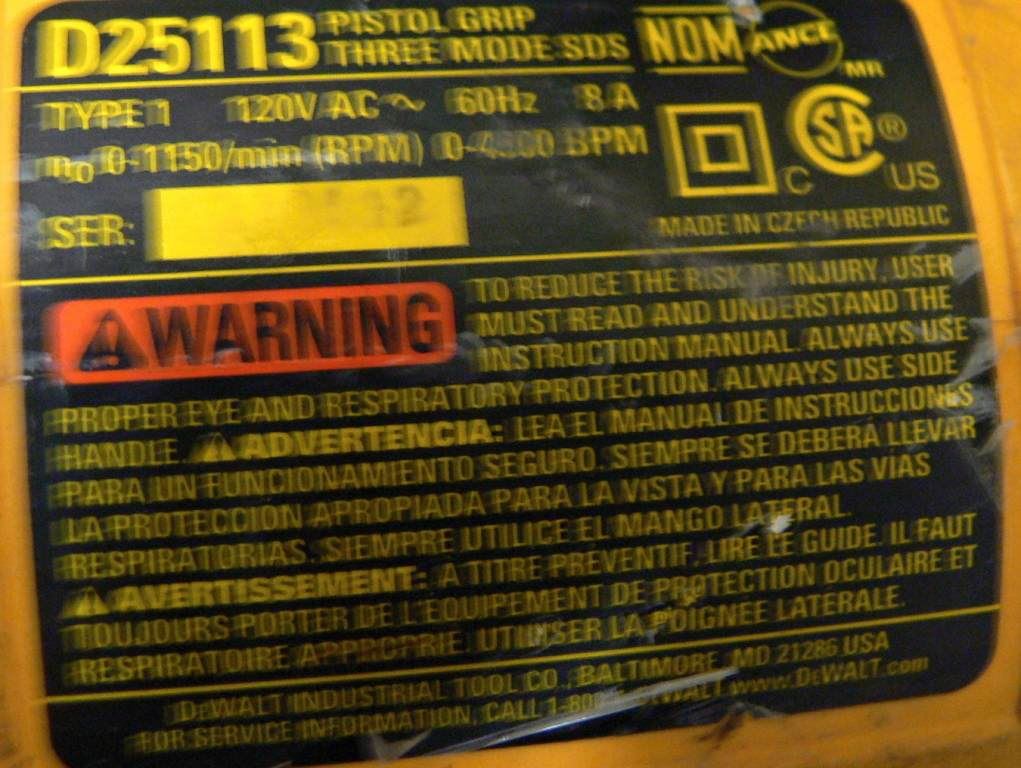 D25113 PISTOL GRIP
THREE MODE SDS
NOM
ANCE
MR
TYPE 1 120V AC ~ 60Hz 8 A
n0 0-1150/min (RPM) BPM
SA ®
C US
SER:
MADE IN CZECH REPUBLIC
WARNING
TO REDUCE THE RISK OF INJURY, USER
MUST READ AND UNDERSTAND THE
INSTRUCTION MANUAL. ALWAYS USE
PROPER EYE AND RESPIRATORY PROTECTION. ALWAYS USE SIDE
HANDLE. ADVERTENCIA: LEA EL MANUAL DE INSTRUCCIONES
PARA UN FUNCIONAMIENTO SEGURO. SIEMPRE SE DEBERÁ LLEVAR
LA PROTECCIÓN APROPIADA PARA LA VISTA Y PARA LAS VÍAS
RESPIRATORIAS. SIEMPRE UTILICE EL MANGO LATERAL.
AVERTISSEMENT: À TITRE PRÉVENTIF, LIRE LE GUIDE. IL FAUT
TOUJOURS PORTER DE L'ÉQUIPEMENT DE PROTECTION OCULAIRE ET
RESPIRATOIRE APPROPRIÉ. UTILISER LA POIGNÉE LATÉRALE.
DEWALT INDUSTRIAL TOOL CO., BALTIMORE, MD 21286 USA
FOR SERVICE INFORMATION, CALL DEWALT www.DEWALT.com